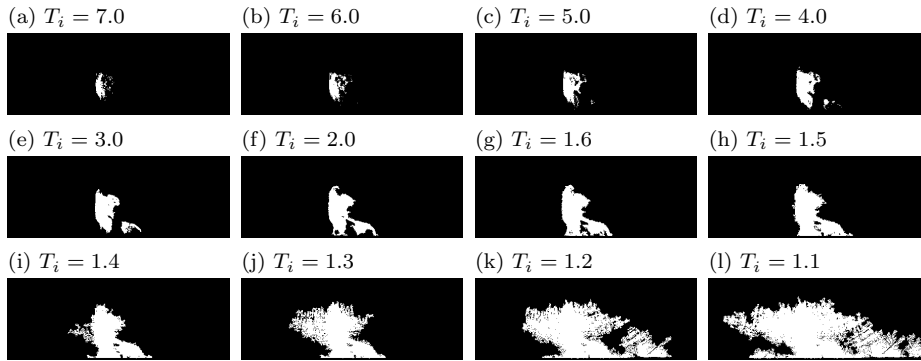 (a) T_i = 7.0
(b) T_i = 6.0
(c) T_i = 5.0
(d) T_i = 4.0
(e) T_i = 3.0
(f) T_i = 2.0
(g) T_i = 1.6
(h) T_i = 1.5
(i) T_i = 1.4
(j) T_i = 1.3
(k) T_i = 1.2
(l) T_i = 1.1